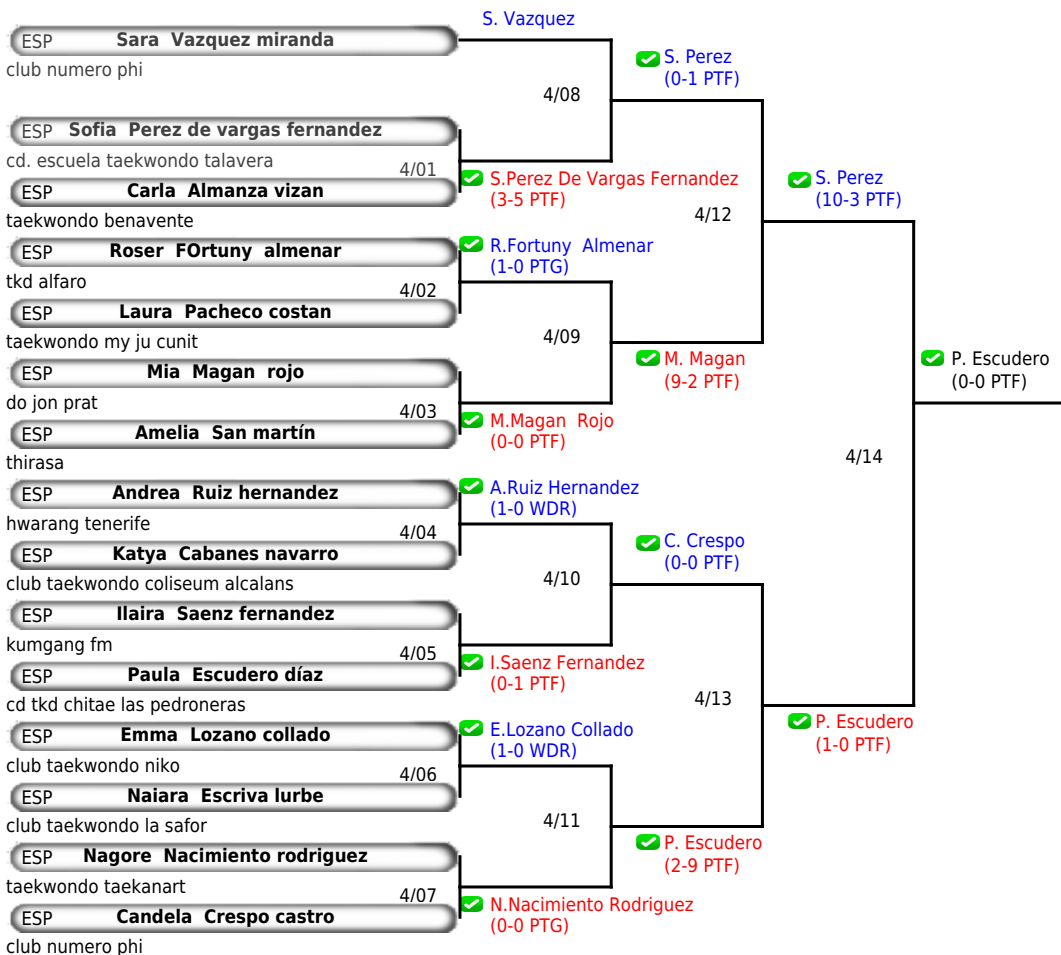 S. Vazquez
ESP Sara Vazquez miranda
club numero phi
S. Perez
(0-1 PTF)
4/08
ESP Sofia Perez de vargas fernandez
cd. escuela taekwondo talavera
4/01
S.Perez De Vargas Fernandez
(3-5 PTF)
S. Perez
(10-3 PTF)
ESP Carla Almanza vizan
taekwondo benavente
4/12
ESP Roser FOrtuny almenar
R.Fortuny Almenar
(1-0 PTG)
tkd alfaro
4/02
ESP Laura Pacheco costan
taekwondo my ju cunit
4/09
ESP Mia Magan rojo
M. Magan
(9-2 PTF)
P. Escudero
(0-0 PTF)
do jon prat
4/03
ESP Amelia San martín
M.Magan Rojo
(0-0 PTF)
thirasa
4/14
ESP Andrea Ruiz hernandez
A.Ruiz Hernandez
(1-0 WDR)
hwarang tenerife
4/04
ESP Katya Cabanes navarro
C. Crespo
(0-0 PTF)
club taekwondo coliseum alcalans
4/10
ESP Ilaira Saenz fernandez
kumgang fm
4/05
ESP Paula Escudero díaz
I.Saenz Fernandez
(0-1 PTF)
cd tkd chitae las pedroneras
4/13
ESP Emma Lozano collado
E.Lozano Collado
(1-0 WDR)
P. Escudero
(1-0 PTF)
club taekwondo niko
4/06
ESP Naiara Escriva lurbe
club taekwondo la safor
4/11
ESP Nagore Nacimiento rodriguez
P. Escudero
(2-9 PTF)
taekwondo taekanart
4/07
ESP Candela Crespo castro
N.Nacimiento Rodriguez
(0-0 PTG)
club numero phi